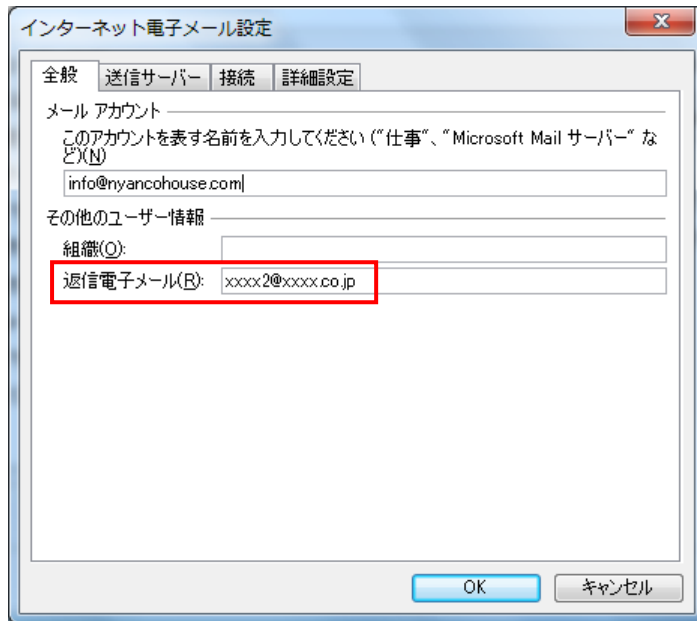 インターネット電子メール設定
全般 送信サーバー 接続 詳細設定
メール アカウント
このアカウントを表す名前を入力してください ("仕事"、"Microsoft Mail サーバー" な
ど)(N)
info@nyancohouse.com
その他のユーザー情報
組織(O):
返信電子メール(R): xxxx2@xxxx.co.jp
OK キャンセル